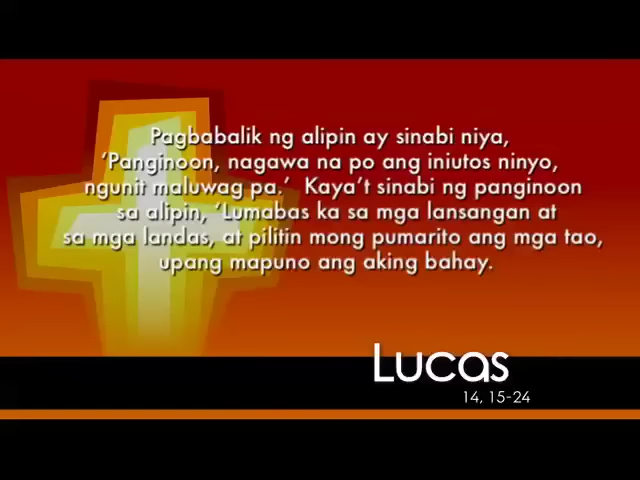 Pagbabalik ng alipin ay sinabi niya,
‘Panginoon, nagawa na po ang iniutos ninyo,
ngunit maluwag pa.’ Kaya’t sinabi ng panginoon
sa alipin, ‘Lumabas ka sa mga lansangan at
sa mga landas, at pilitin mong pumarito ang mga tao,
upang mapuno ang aking bahay.
Lucas
14, 15-24